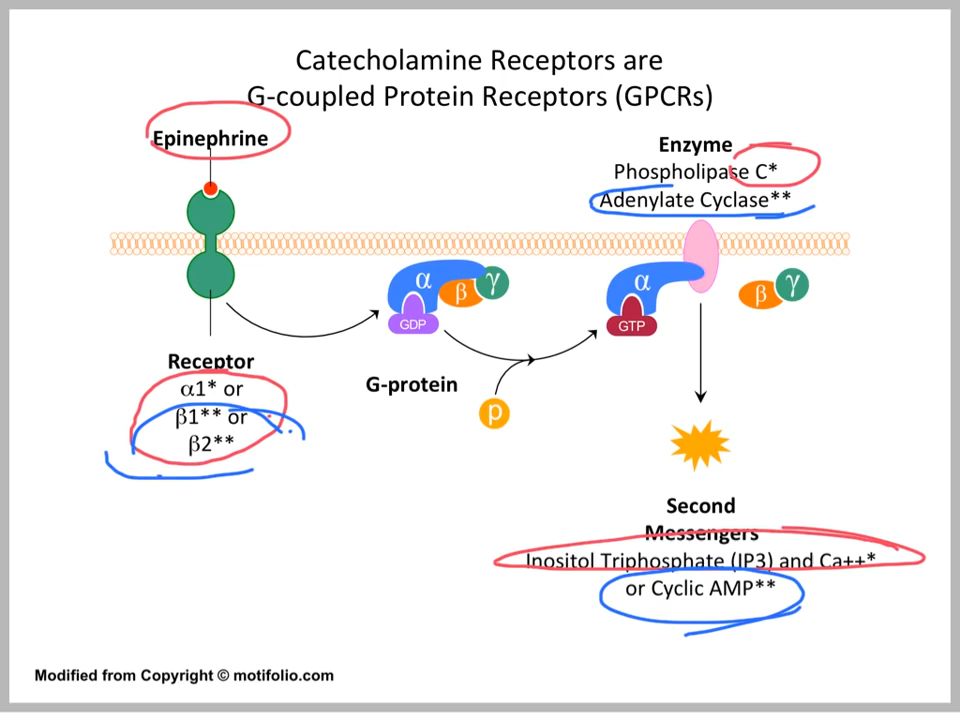 Catecholamine Receptors are
G-coupled Protein Receptors (GPCRs)
Epinephrine
Enzyme
Phospholipase C*
Adenylate Cyclase**
α
β
γ
GDP
α
GTP
β
γ
Receptor
α1* or
β1** or
β2**
G-protein
p
Second
Messengers
Inositol Triphosphate (IP3) and Ca++*
or Cyclic AMP**
Modified from Copyright © motifolio.com